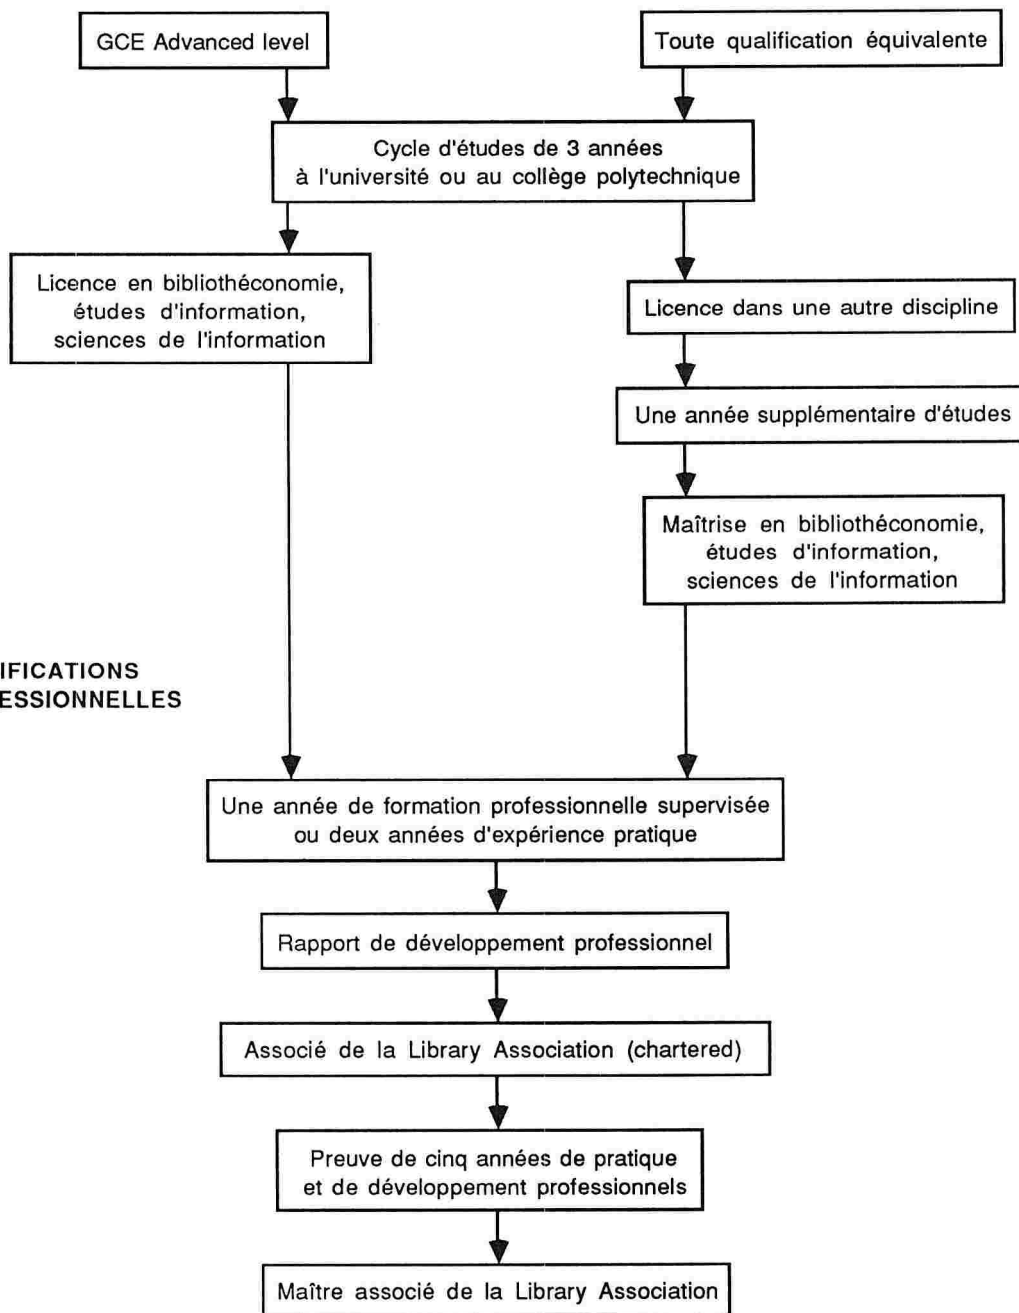 GCE Advanced level
Toute qualification équivalente
Cycle d'études de 3 années
à l'université ou au collège polytechnique
Licence en bibliothéconomie,
études d'information,
sciences de l'information
Licence dans une autre discipline
Une année supplémentaire d'études
Maîtrise en bibliothéconomie,
études d'information,
sciences de l'information
IFICATIONS
ESSIONNELLES
Une année de formation professionnelle supervisée
ou deux années d'expérience pratique
Rapport de développement professionnel
Associé de la Library Association (chartered)
Preuve de cinq années de pratique
et de développement professionnels
Maître associé de la Library Association